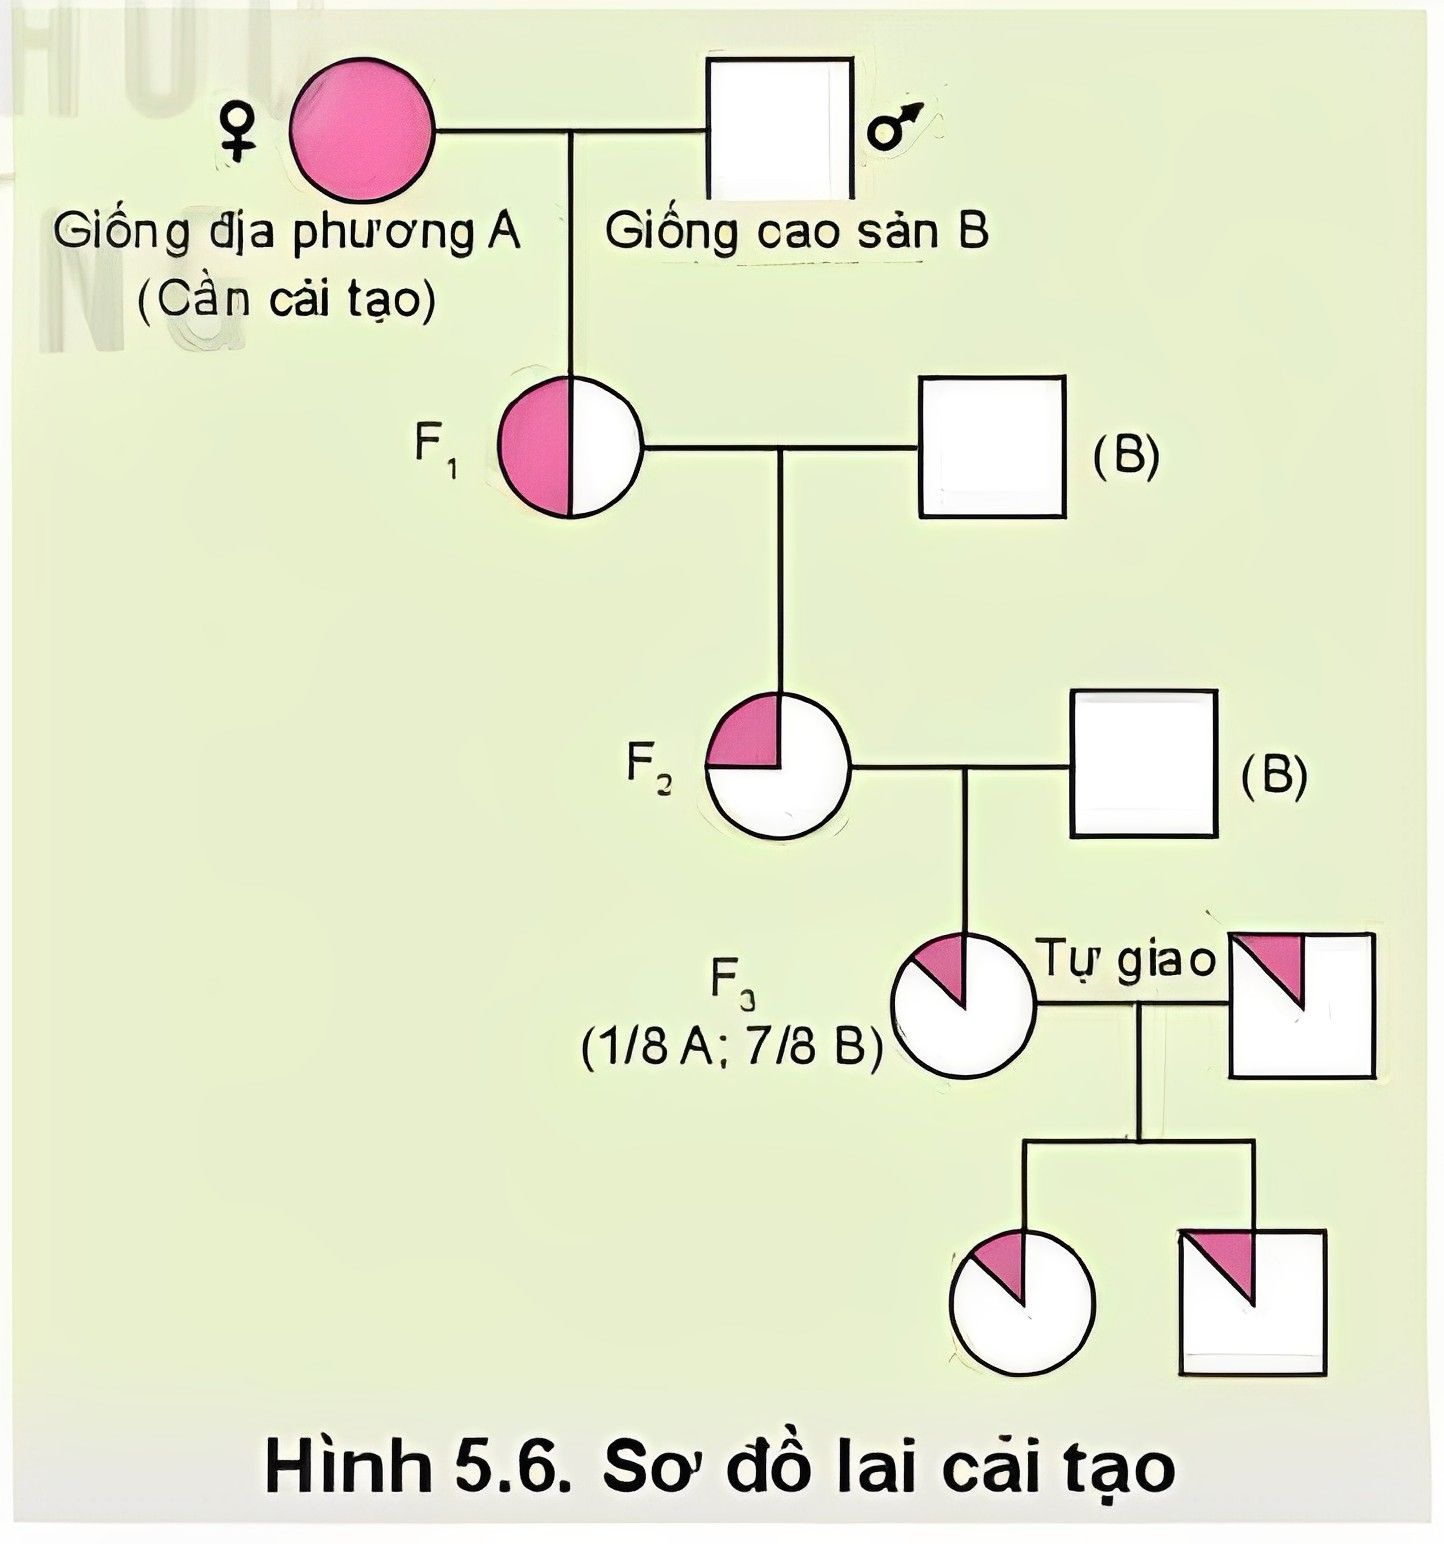 ♀ ♂
Giống địa phương A
(Cần cải tạo)
Giống cao sản B
F₁
(B)
F₂
(B)
Tự giao
F₃
(1/8 A; 7/8 B)
Hình 5.6. Sơ đồ lai cải tạo